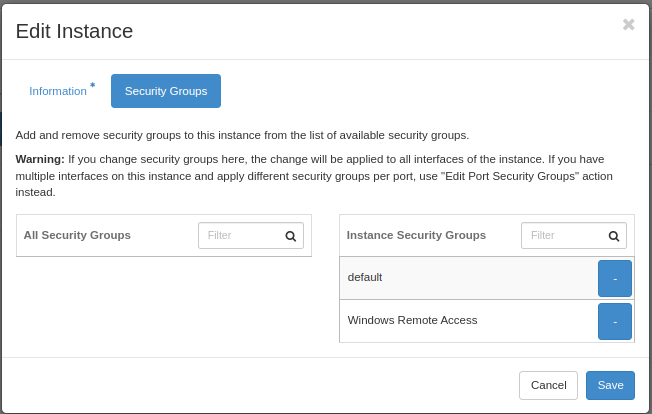 Edit Instance
Information *
Security Groups
Add and remove security groups to this instance from the list of available security groups.
Warning: If you change security groups here, the change will be applied to all interfaces of the instance. If you have
multiple interfaces on this instance and apply different security groups per port, use "Edit Port Security Groups" action
instead.
All Security Groups
Filter
Instance Security Groups
Filter
default
-
Windows Remote Access
-
Cancel
Save